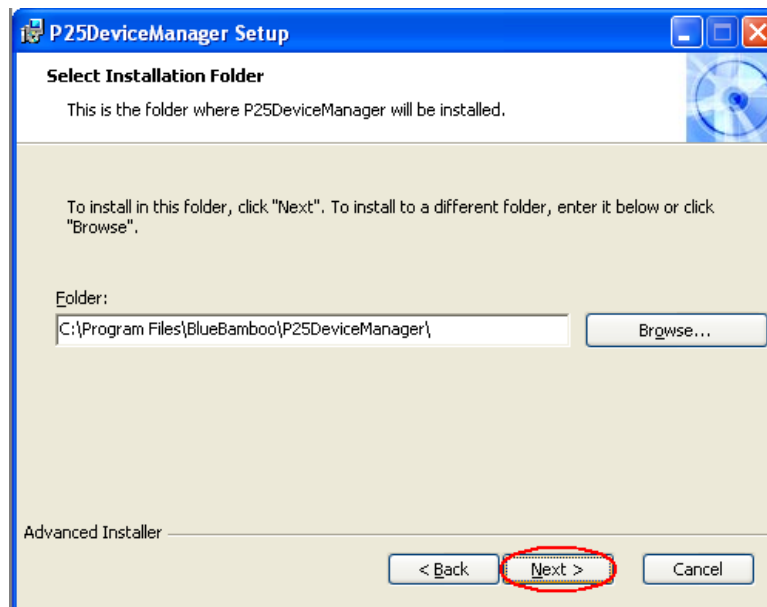 P25DeviceManager Setup
Select Installation Folder
This is the folder where P25DeviceManager will be installed.
To install in this folder, click "Next". To install to a different folder, enter it below or click
"Browse".
Folder:
C:\Program Files\BlueBamboo\P25DeviceManager\
Browse...
Advanced Installer
< Back
Next >
Cancel